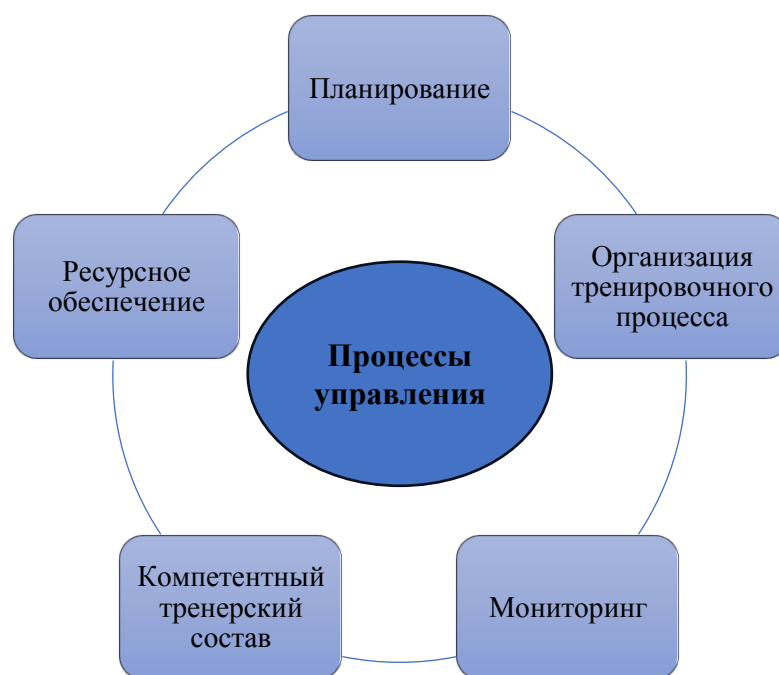 Планирование
Организация
тренировочного
процесса
Мониторинг
Компетентный
тренерский
состав
Ресурсное
обеспечение
Процессы
управления